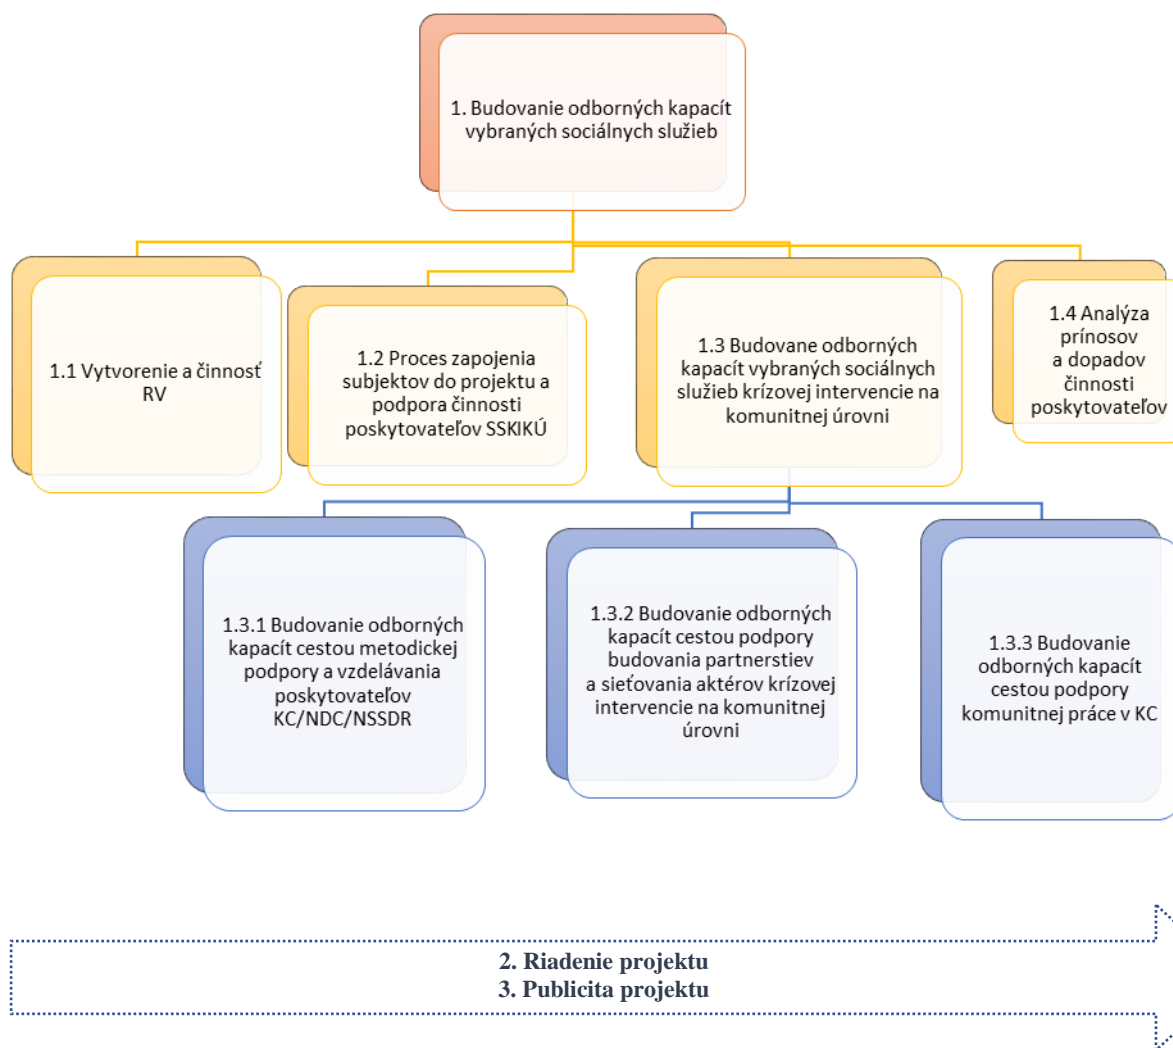 1. Budovanie odborných kapacít
vybraných sociálnych služieb
1.1 Vytvorenie a činnosť
RV
1.2 Proces zapojenia
subjektov do projektu a
podpora činnosti
poskytovateľov SSKIKÚ
1.3 Budovane odborných
kapacít vybraných sociálnych
služieb krízovej intervencie na
komunitnej úrovni
1.4 Analýza
prínosov
a dopadov
činnosti
poskytovateľov
1.3.1 Budovanie odborných
kapacít cestou metodickej
podpory a vzdelávania
poskytovateľov
KC/NDC/NSSDR
1.3.2 Budovanie odborných
kapacít cestou podpory
budovania partnerstiev
a sieťovania aktérov krízovej
intervencie na komunitnej
úrovni
1.3.3 Budovanie
odborných kapacít
cestou podpory
komunitnej práce v KC
2. Riadenie projektu
3. Publicita projektu